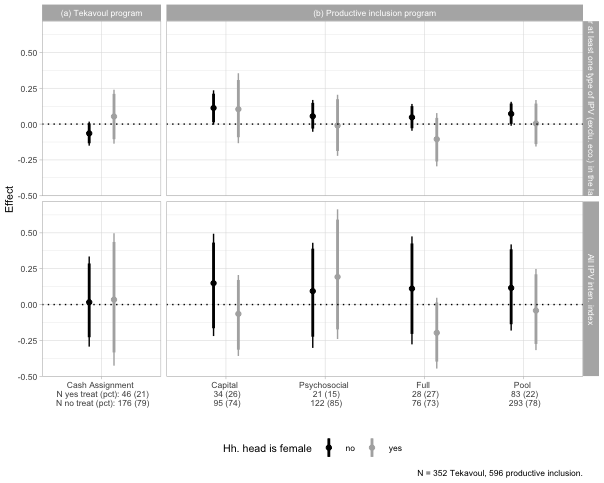 (a) Tekavoul program
(b) Productive inclusion program
0.50
0.25
0.00
-0.25
-0.50
at least one type of IPV (exclu. eco.) in the la
0.50
0.25
0.00
-0.25
-0.50
All IPV inten. index
Effect
Cash Assignment
N yes treat (pct): 46 (21)
N no treat (pct): 176 (79)
Capital
34 (26)
95 (74)
Psychosocial
21 (15)
122 (85)
Full
28 (27)
76 (73)
Pool
83 (22)
293 (78)
Hh. head is female
no
yes
N = 352 Tekavoul, 596 productive inclusion.